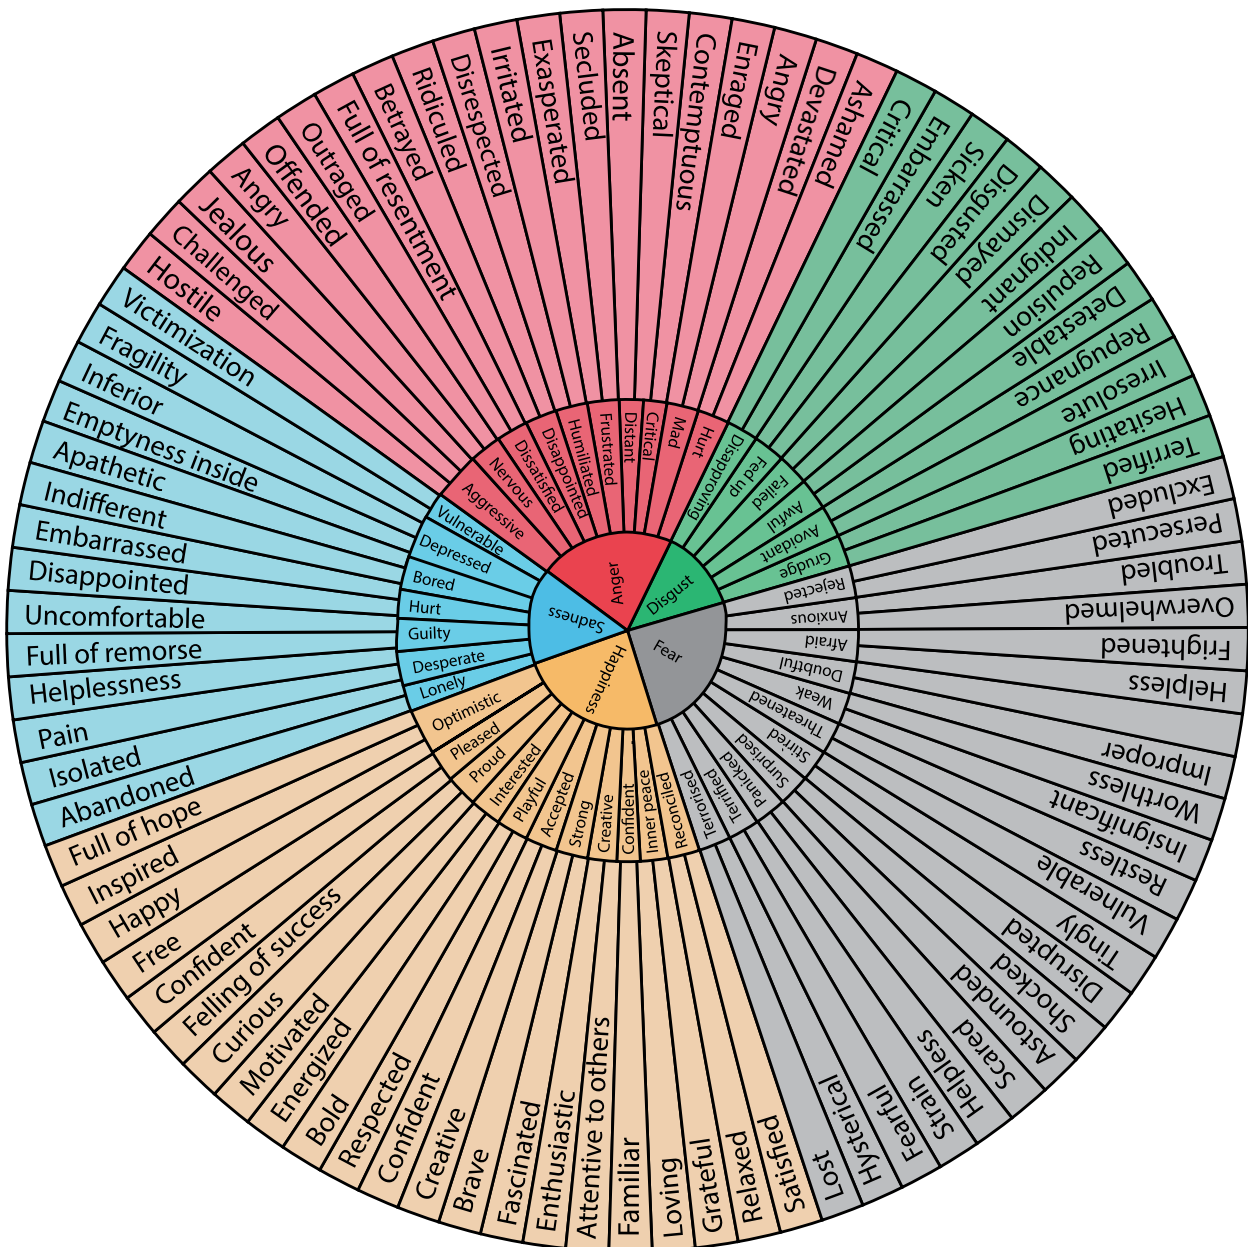 Anger
Disgust
Fear
Happiness
Sadness
Aggressive
Nervous
Dissatisfied
Disappointed
Humiliated
Frustrated
Distant
Critical
Mad
Hurt
Disapproving
Fed up
Failed
Awful
Avoidant
Grudge
Rejected
Anxious
Afraid
Doubtful
Weak
Threatened
Stirred
Surprised
Panicked
Terrified
Terrorised
Reconciled
Inner peace
Confident
Creative
Strong
Accepted
Playful
Interested
Proud
Pleased
Optimistic
Lonely
Desperate
Guilty
Hurt
Bored
Depressed
Vulnerable
Hostile
Challenged
Jealous
Angry
Offended
Outraged
Full of resentment
Betrayed
Ridiculed
Disrespected
Irritated
Exasperated
Secluded
Absent
Skeptical
Contemptuous
Enraged
Angry
Devastated
Ashamed
Critical
Embarrassed
Sicken
Disgusted
Dismayed
Indignant
Repulsion
Detestable
Repugnance
Irresolute
Hesitating
Terrified
Excluded
Persecuted
Troubled
Overwhelmed
Frightened
Helpless
Improper
Worthless
Insignificant
Restless
Vulnerable
Tingly
Disrupted
Shocked
Astounded
Scared
Helpless
Strain
Fearful
Hysterical
Lost
Satisfied
Relaxed
Grateful
Loving
Familiar
Attentive to others
Enthusiastic
Fascinated
Brave
Creative
Confident
Respected
Bold
Energized
Motivated
Curious
Felling of success
Confident
Free
Happy
Inspired
Full of hope
Abandoned
Isolated
Pain
Helplessness
Full of remorse
Uncomfortable
Disappointed
Embarrassed
Indifferent
Apathetic
Emptyness inside
Inferior
Fragility
Victimization